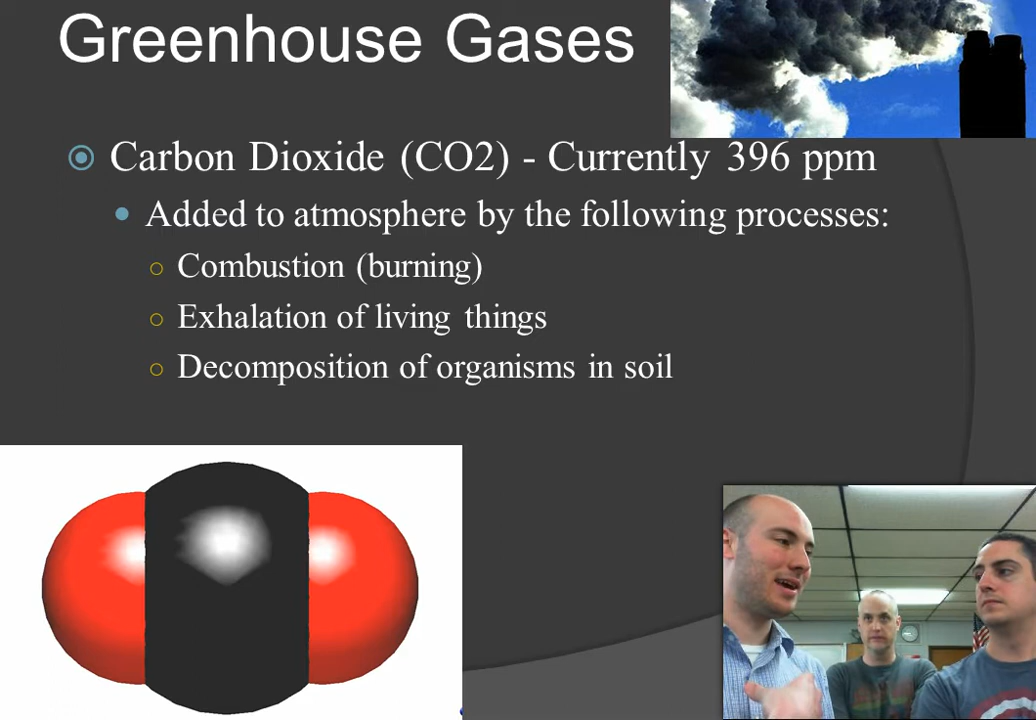 Greenhouse Gases
Carbon Dioxide (CO2) - Currently 396 ppm
Added to atmosphere by the following processes:
Combustion (burning)
Exhalation of living things
Decomposition of organisms in soil